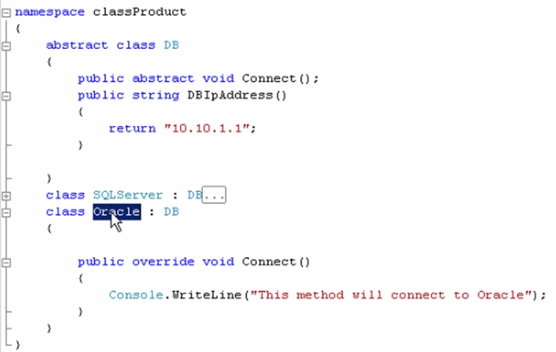 namespace classProduct
{
    abstract class DB
    {
        public abstract void Connect();
        public string DBIpAddress()
        {
            return "10.10.1.1";
        }
    }
    class SQLServer : DB...
    class Oracle : DB
    {
        public override void Connect()
        {
            Console.WriteLine("This method will connect to Oracle");
        }
    }
}